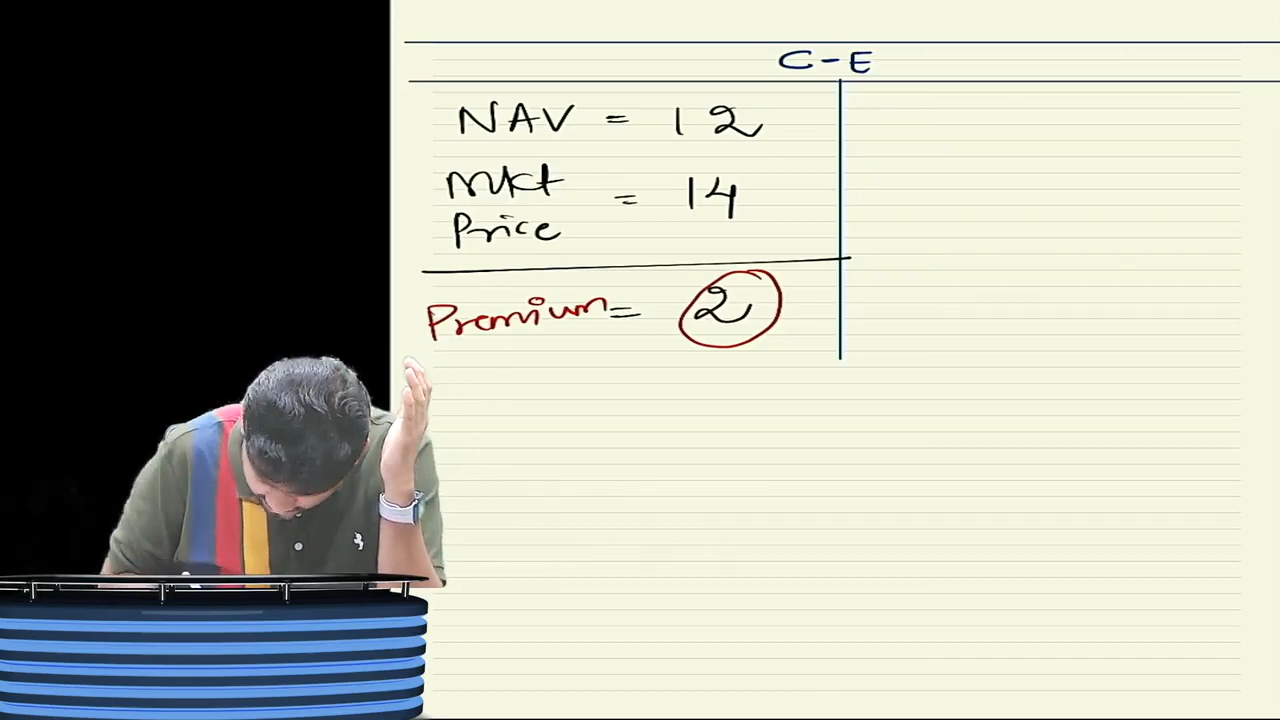 C-E
NAV = 12
Mkt
Price = 14
Premium = 2